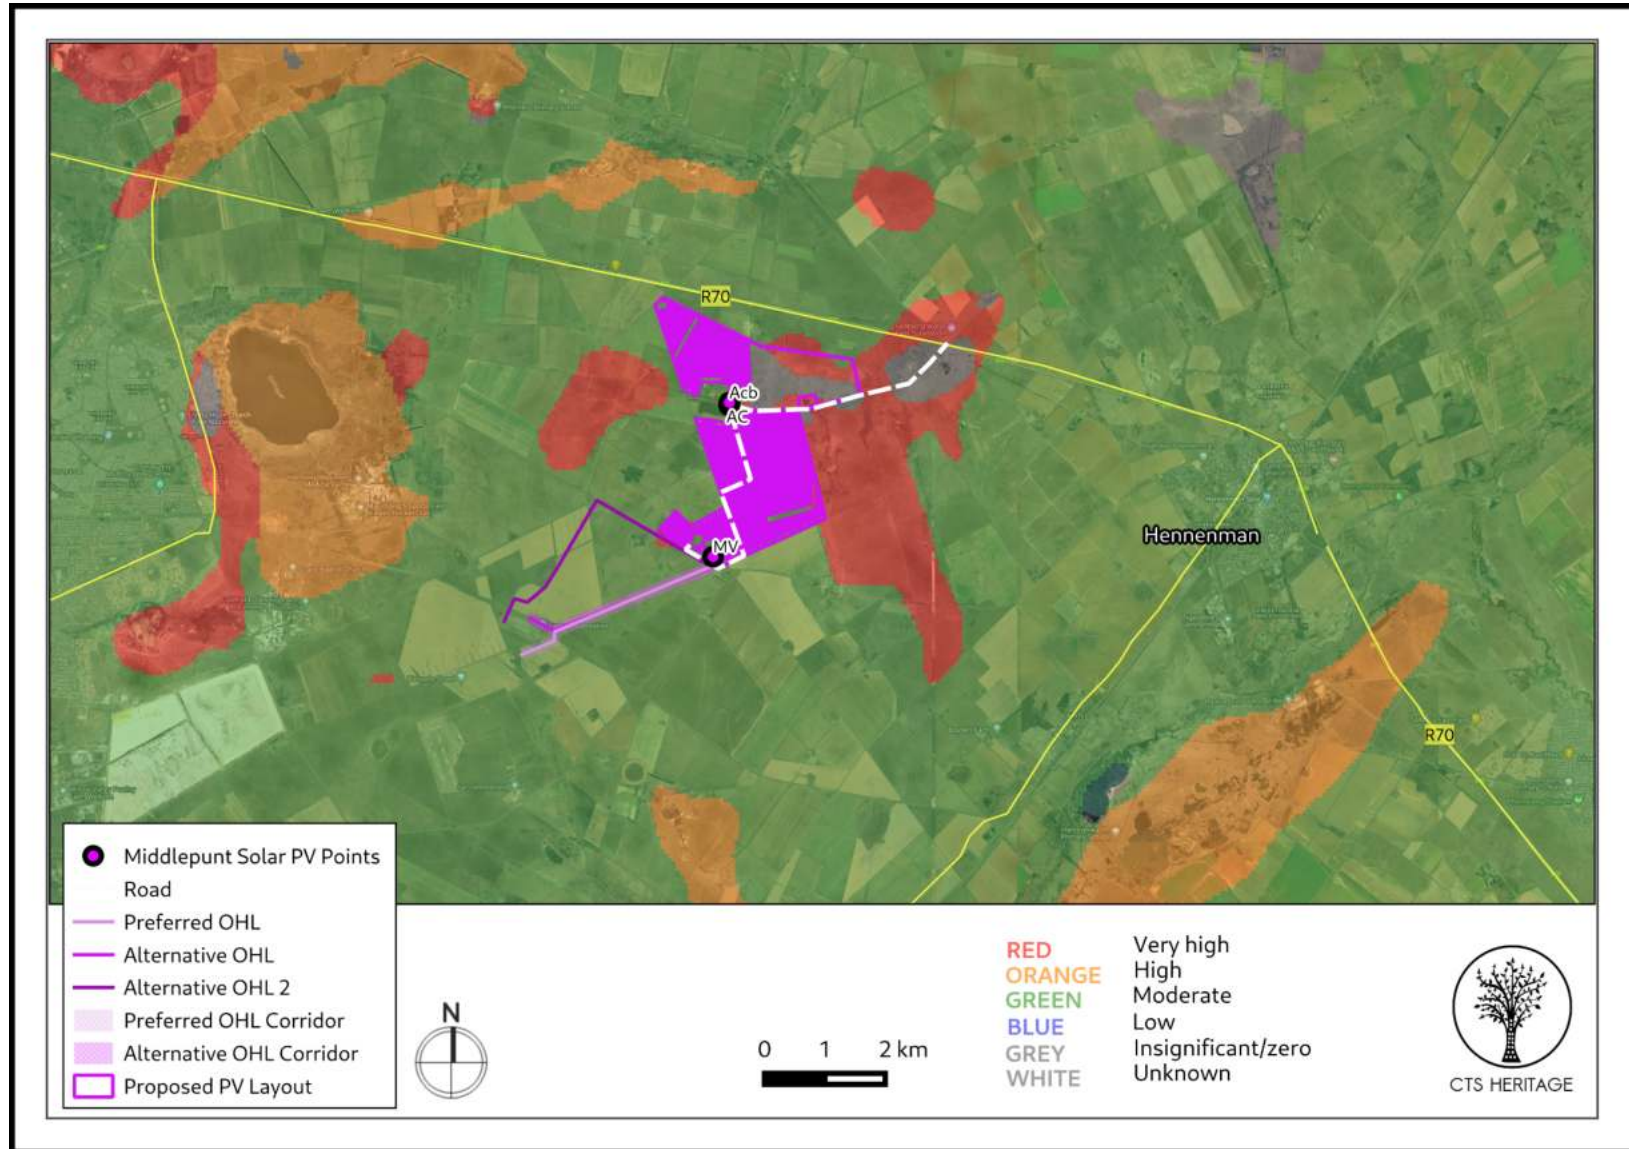 R70
Acb
AC
MV
Hennenman
R70
Middlepunt Solar PV Points
Road
Preferred OHL
Alternative OHL
Alternative OHL 2
Preferred OHL Corridor
Alternative OHL Corridor
Proposed PV Layout
N
0 1 2 km
RED Very high
ORANGE High
GREEN Moderate
BLUE Low
GREY Insignificant/zero
WHITE Unknown
CTS HERITAGE